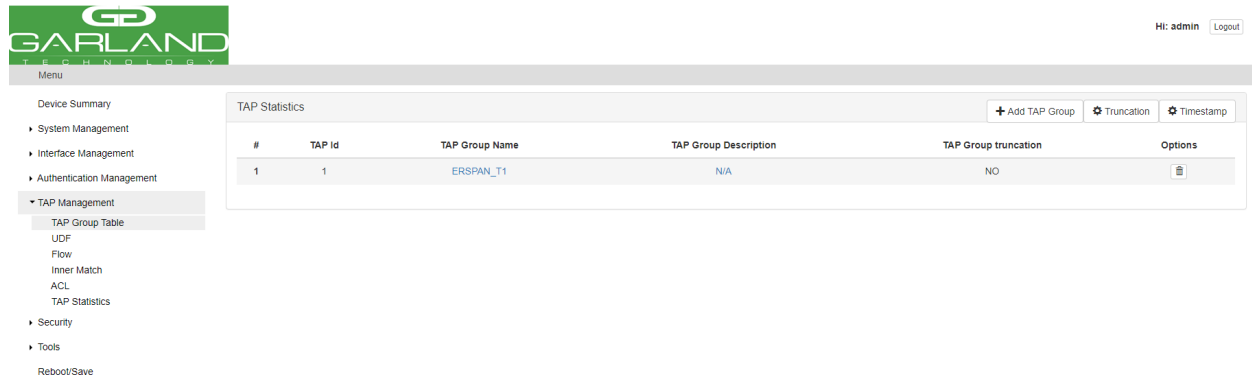 GARLAND
TECHNOLOGY
Hi: admin Logout
Menu
Device Summary
System Management
Interface Management
Authentication Management
TAP Management
TAP Group Table
UDF
Flow
Inner Match
ACL
TAP Statistics
Security
Tools
Reboot/Save
TAP Statistics
Add TAP Group Truncation Timestamp
# TAP Id TAP Group Name TAP Group Description TAP Group truncation Options
1 1 ERSPAN_T1 N/A NO